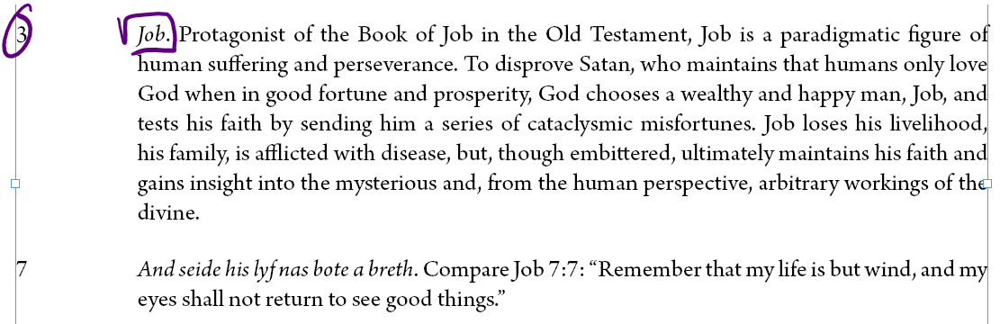 3 Job. Protagonist of the Book of Job in the Old Testament, Job is a paradigmatic figure of
human suffering and perseverance. To disprove Satan, who maintains that humans only love
God when in good fortune and prosperity, God chooses a wealthy and happy man, Job, and
tests his faith by sending him a series of cataclysmic misfortunes. Job loses his livelihood,
his family, is afflicted with disease, but, though embittered, ultimately maintains his faith and
gains insight into the mysterious and, from the human perspective, arbitrary workings of the
divine.
7 And seide his lyf nas bote a breth. Compare Job 7:7: “Remember that my life is but wind, and my
eyes shall not return to see good things.”